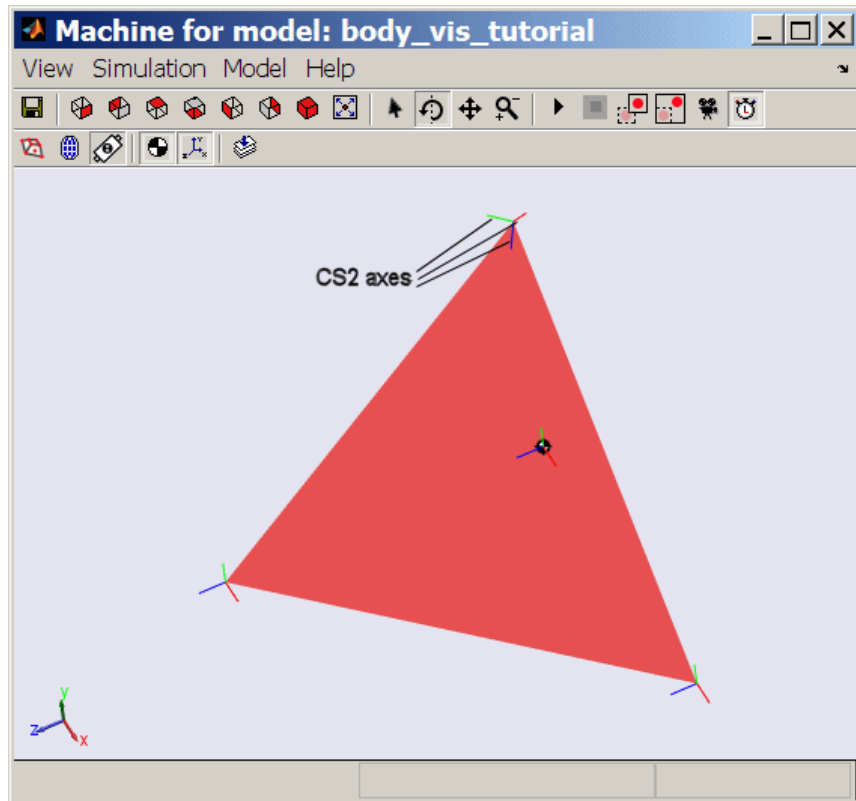 Machine for model: body_vis_tutorial
View Simulation Model Help
CS2 axes
y
z
x